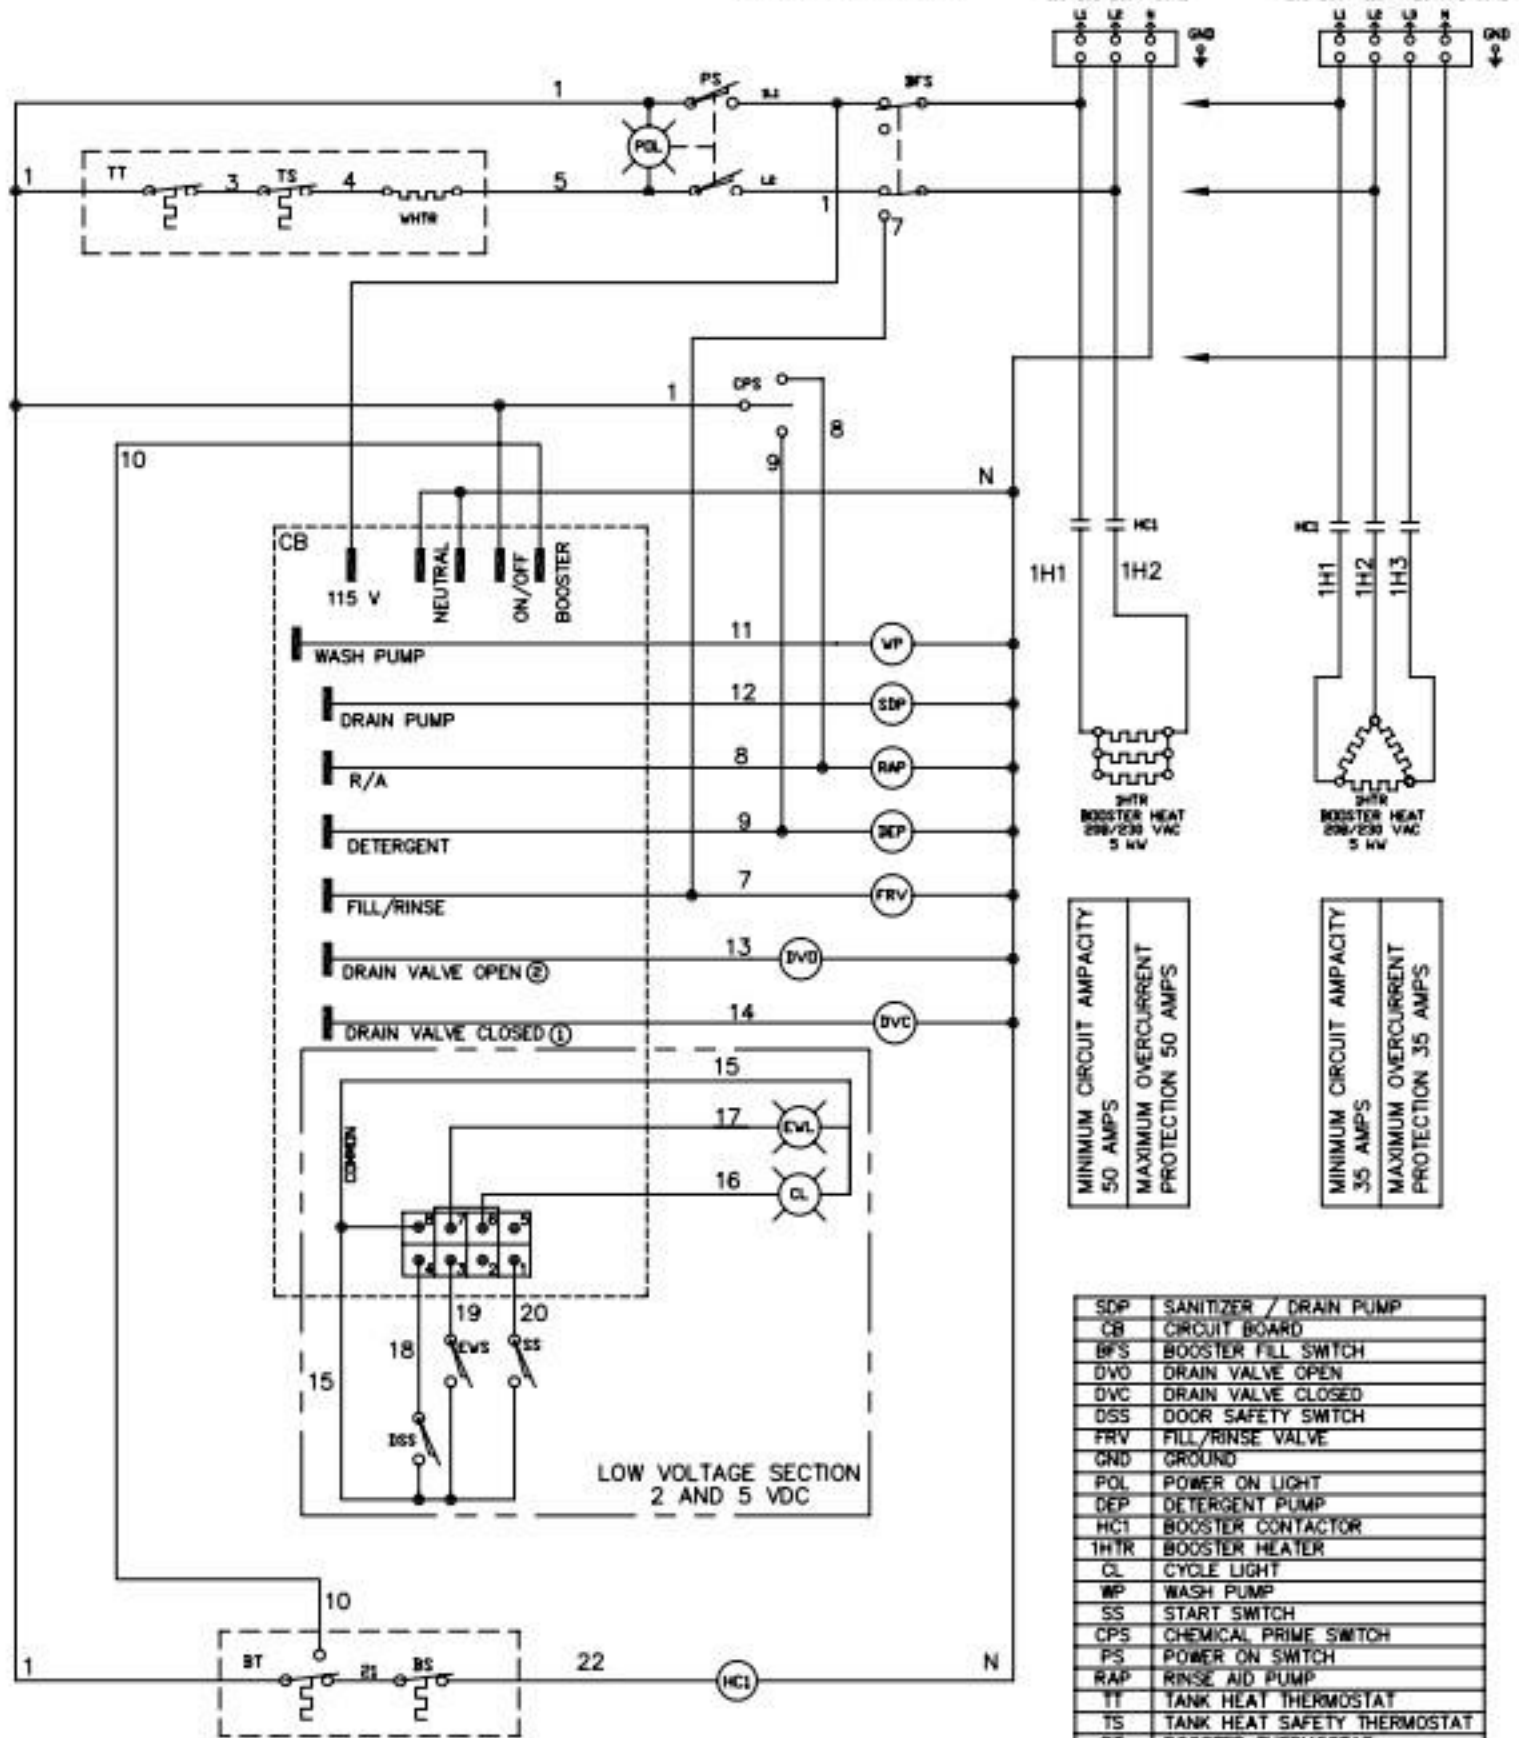 L1 L2 N
GND
L1 L2 L3 N
GND
1
PS
BFS
POL
1
TT
3
TS
4
WHTR
5
L2
1
7
1
CPS
8
9
10
N
CB
115 V
NEUTRAL
ON/OFF
BOOSTER
HC1
HC1
1H1
1H2
1H1
1H2
1H3
WASH PUMP
11
WP
DRAIN PUMP
12
SDP
R/A
8
RAP
DETERGENT
9
DEP
FILL/RINSE
7
FRV
DRAIN VALVE OPEN ②
13
DVO
DRAIN VALVE CLOSED ①
14
DVC
1HTR
BOOSTER HEAT
208/230 VAC
5 KW
1HTR
BOOSTER HEAT
208/230 VAC
5 KW
MINIMUM CIRCUIT AMPACITY
50 AMPS
MAXIMUM OVERCURRENT
PROTECTION 50 AMPS
MINIMUM CIRCUIT AMPACITY
35 AMPS
MAXIMUM OVERCURRENT
PROTECTION 35 AMPS
15
17
EWL
COMMON
16
CL
8 7 6 5
4 3 2 1
19
20
18
EWS
SS
15
DSS
LOW VOLTAGE SECTION
2 AND 5 VDC
10
1
BT
21
BS
22
HC1
N
SDP SANITIZER / DRAIN PUMP
CB CIRCUIT BOARD
BFS BOOSTER FILL SWITCH
DVO DRAIN VALVE OPEN
DVC DRAIN VALVE CLOSED
DSS DOOR SAFETY SWITCH
FRV FILL/RINSE VALVE
GND GROUND
POL POWER ON LIGHT
DEP DETERGENT PUMP
HC1 BOOSTER CONTACTOR
1HTR BOOSTER HEATER
CL CYCLE LIGHT
WP WASH PUMP
SS START SWITCH
CPS CHEMICAL PRIME SWITCH
PS POWER ON SWITCH
RAP RINSE AID PUMP
TT TANK HEAT THERMOSTAT
TS TANK HEAT SAFETY THERMOSTAT